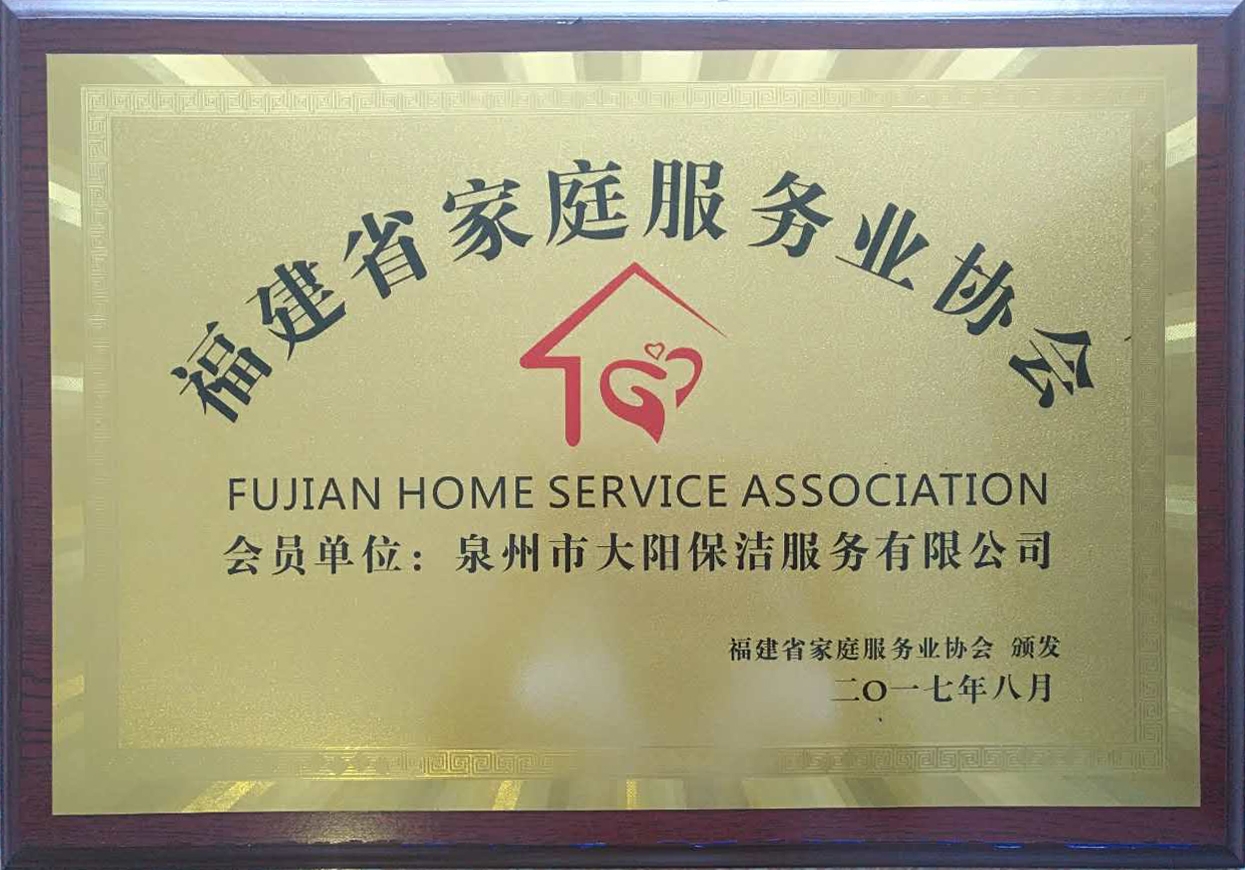 福建省家庭服务业协会
FUJIAN HOME SERVICE ASSOCIATION
会员单位：泉州市大阳保洁服务有限公司
福建省家庭服务业协会 颁发
二〇一七年八月